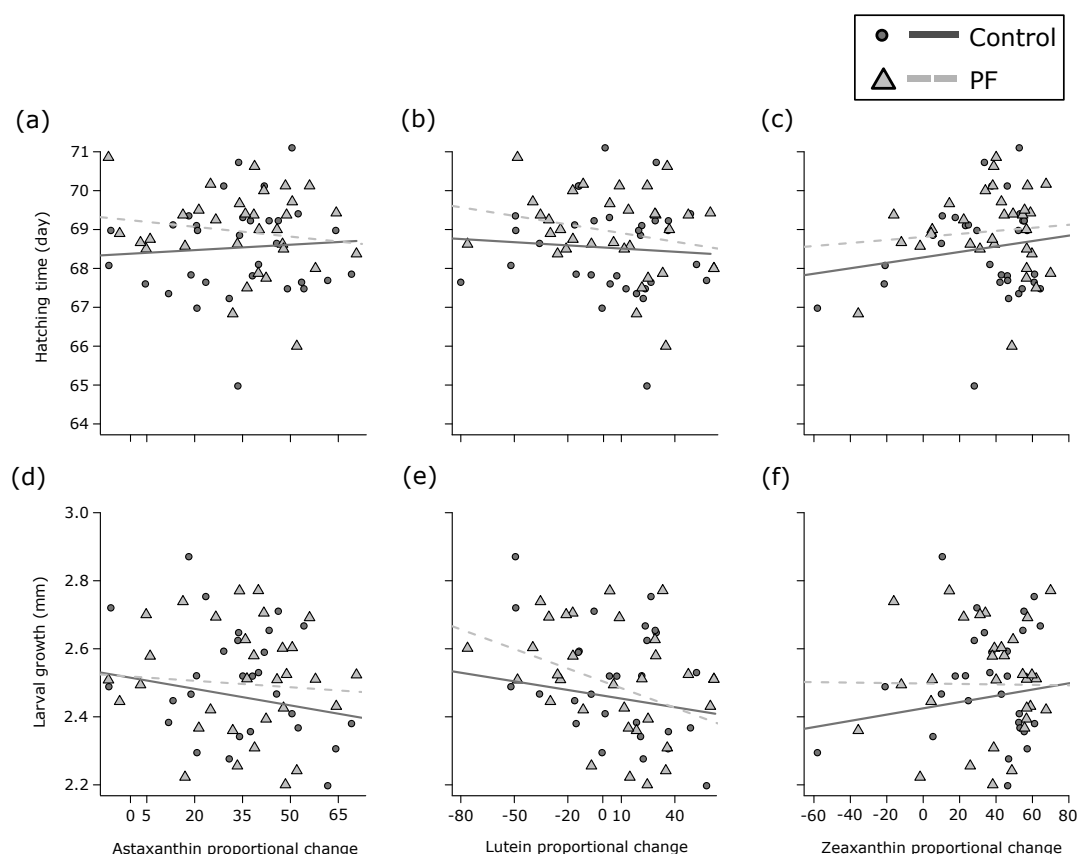 Control
PF
(a)
(b)
(c)
71
70
69
68
67
66
65
64
Hatching time (day)
(d)
(e)
(f)
3.0
2.8
2.6
2.4
2.2
Larval growth (mm)
0 5 20 35 50 65
-80 -50 -20 0 10 40
-60 -40 -20 0 20 40 60 80
Astaxanthin proportional change
Lutein proportional change
Zeaxanthin proportional change